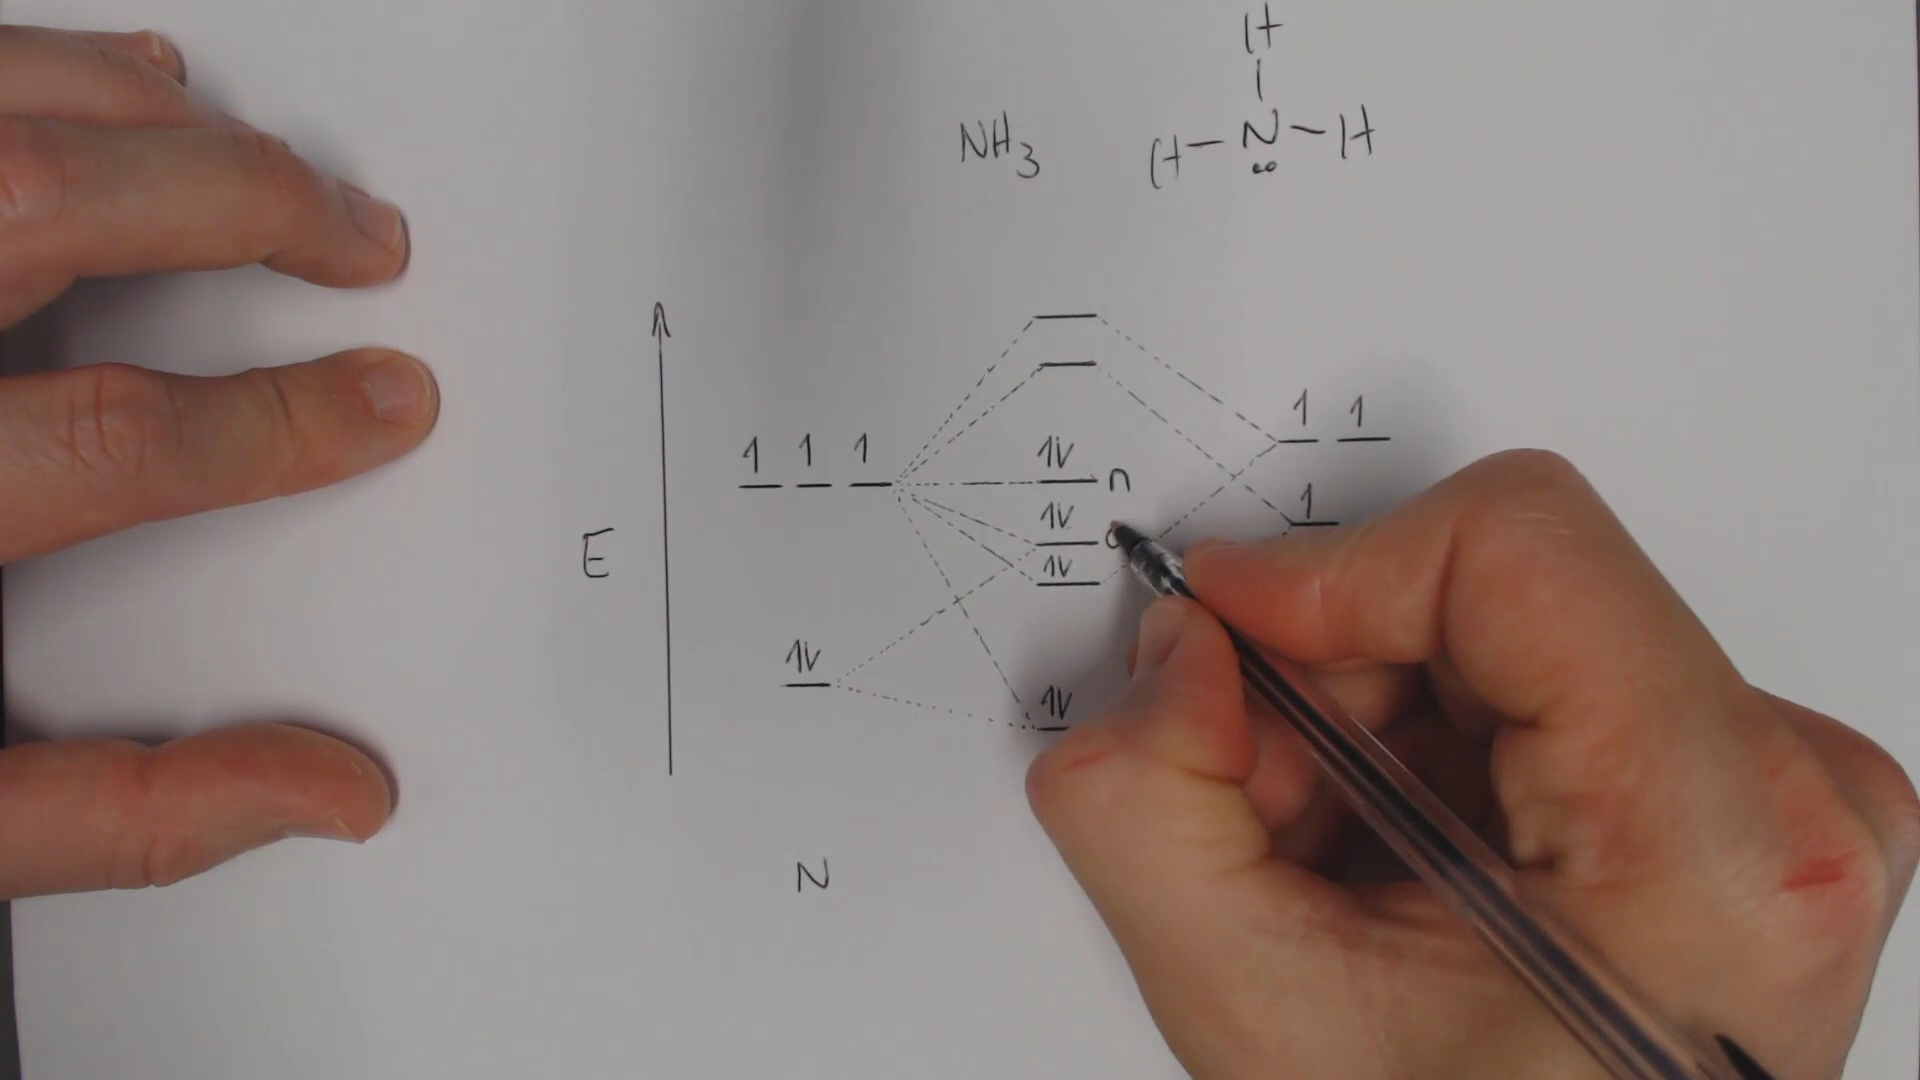 H
NH3 H-N-H
1 1
1 1 1 1V n
1V 1
E 1V
1V 1V
N